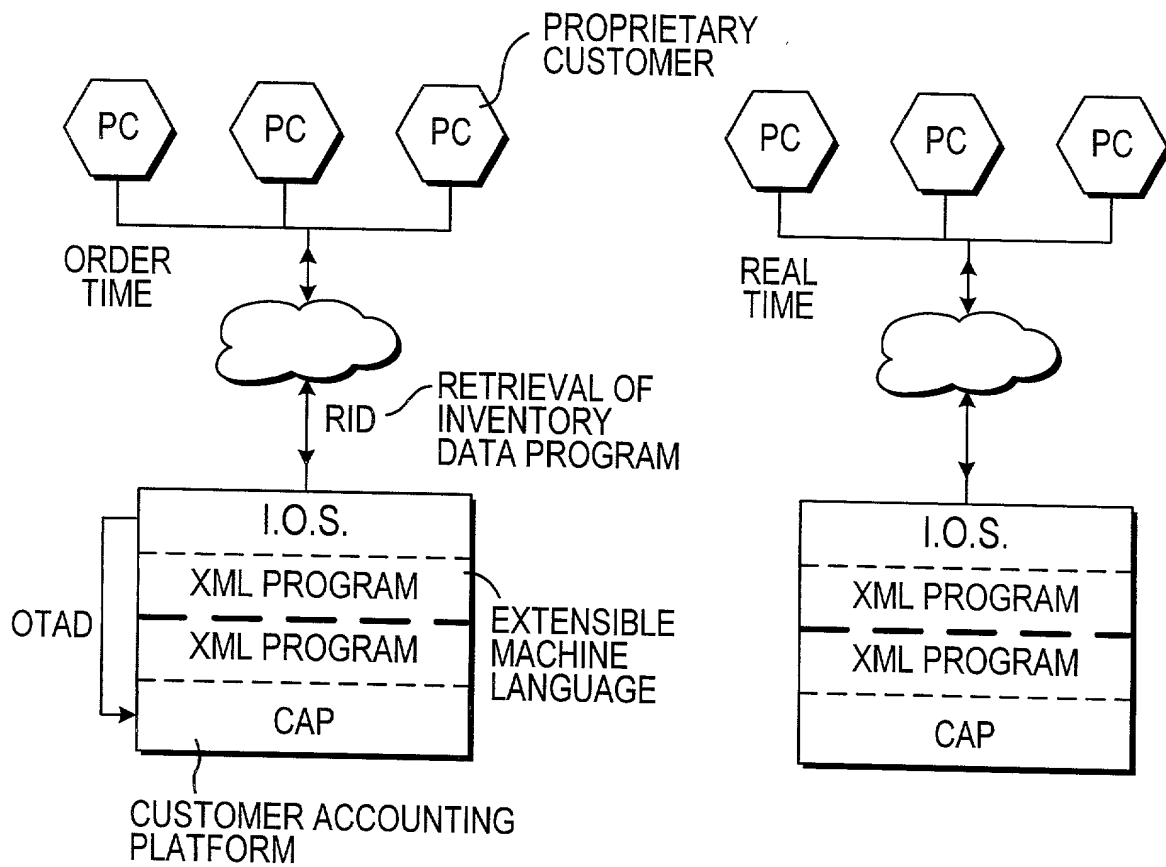 PROPRIETARY
CUSTOMER
PC
PC
PC
ORDER
TIME
RID
RETRIEVAL OF
INVENTORY
DATA PROGRAM
I.O.S.
XML PROGRAM
XML PROGRAM
CAP
OTAD
EXTENSIBLE
MACHINE
LANGUAGE
CUSTOMER ACCOUNTING
PLATFORM
PC
PC
PC
REAL
TIME
I.O.S.
XML PROGRAM
XML PROGRAM
CAP